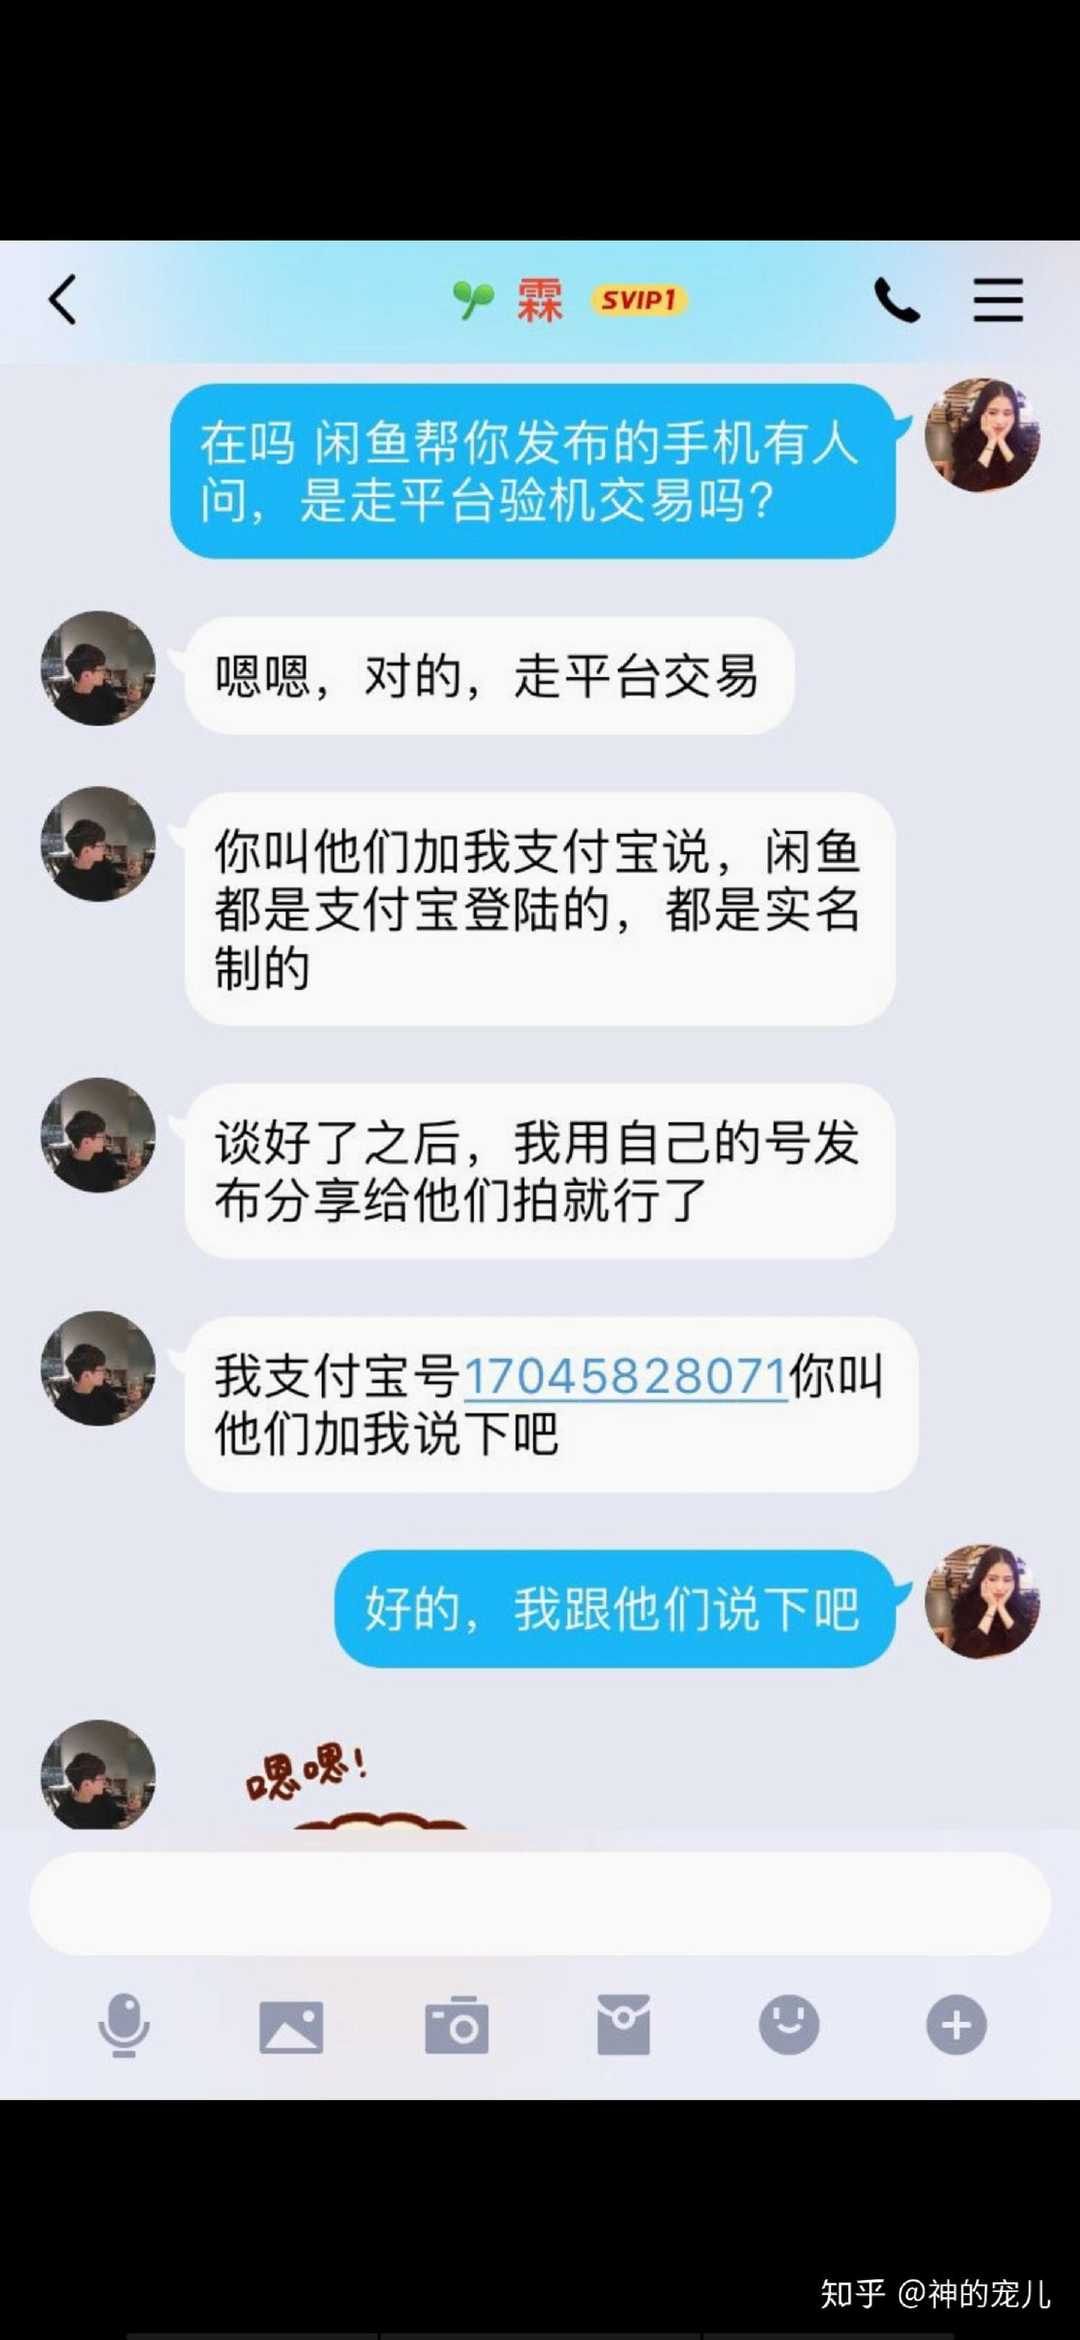 霖 SVIP1
在吗 闲鱼帮你发布的手机有人
问，是走平台验机交易吗？
嗯嗯，对的，走平台交易
你叫他们加我支付宝说，闲鱼
都是支付宝登陆的，都是实名
制的
谈好了之后，我用自己的号发
布分享给他们拍就行了
我支付宝号17045828071你叫
他们加我说下吧
好的，我跟他们说下吧
嗯嗯！
知乎 @神的宠儿